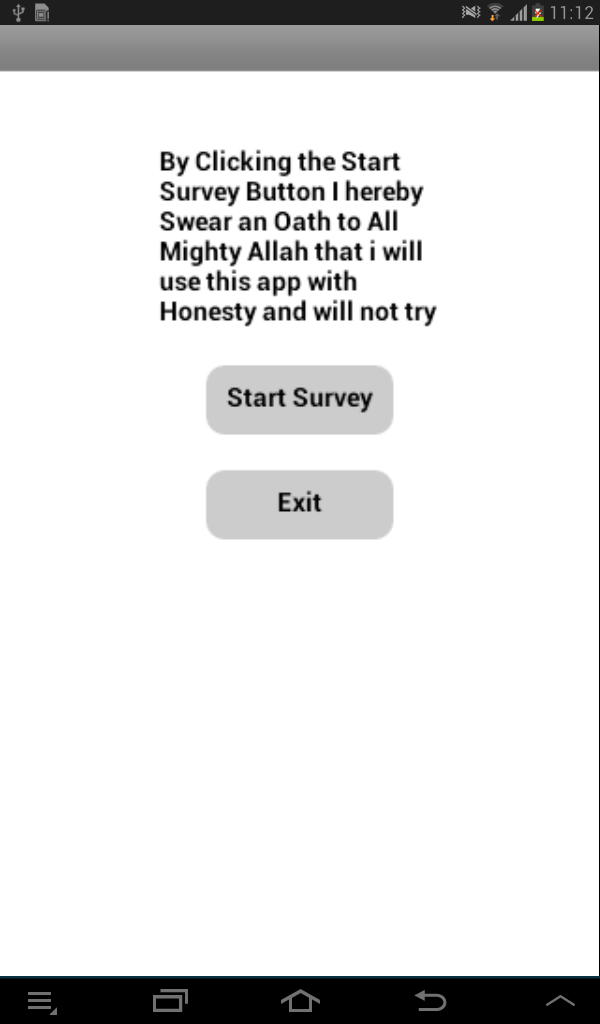 11:12
By Clicking the Start
Survey Button I hereby
Swear an Oath to All
Mighty Allah that i will
use this app with
Honesty and will not try
Start Survey
Exit